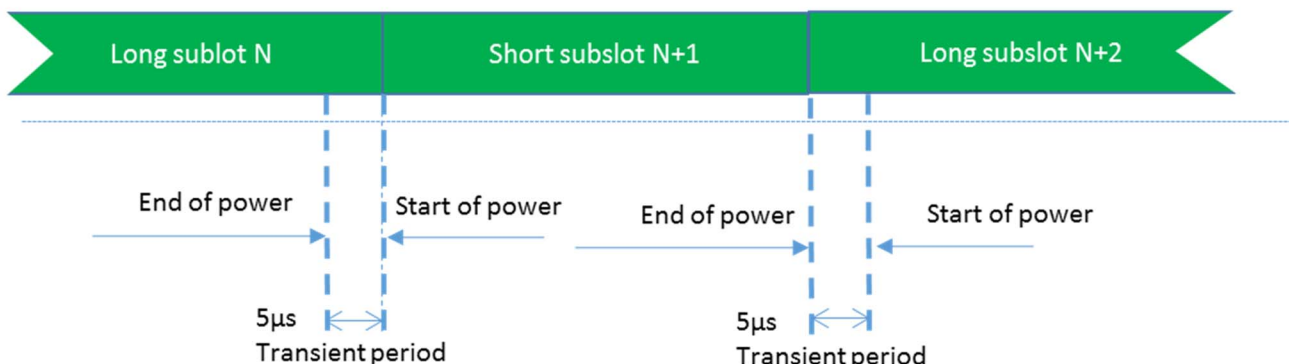 Long sublot N
Short subslot N+1
Long subslot N+2
End of power
Start of power
End of power
Start of power
5μs
Transient period
5μs
Transient period